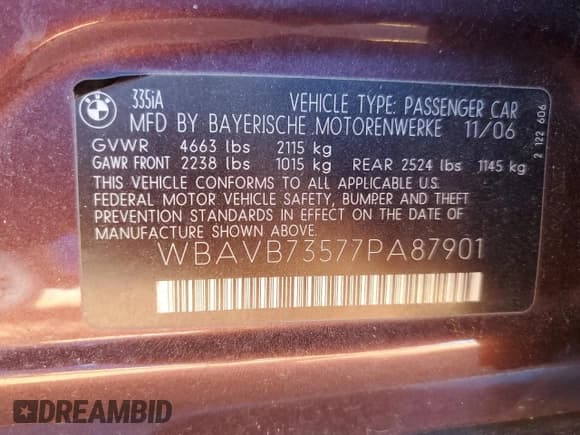 BMW
335iA VEHICLE TYPE: PASSENGER CAR
MFD BY BAYERISCHE MOTORENWERKE 11/06
GVWR 4663 lbs 2115 kg
GAWR FRONT 2238 lbs 1015 kg REAR 2524 lbs 1145 kg
THIS VEHICLE CONFORMS TO ALL APPLICABLE U.S.
FEDERAL MOTOR VEHICLE SAFETY, BUMPER AND THEFT
PREVENTION STANDARDS IN EFFECT ON THE DATE OF
MANUFACTURE SHOWN ABOVE.
WBAVB73577PA87901
2 122 606
DREAMBID